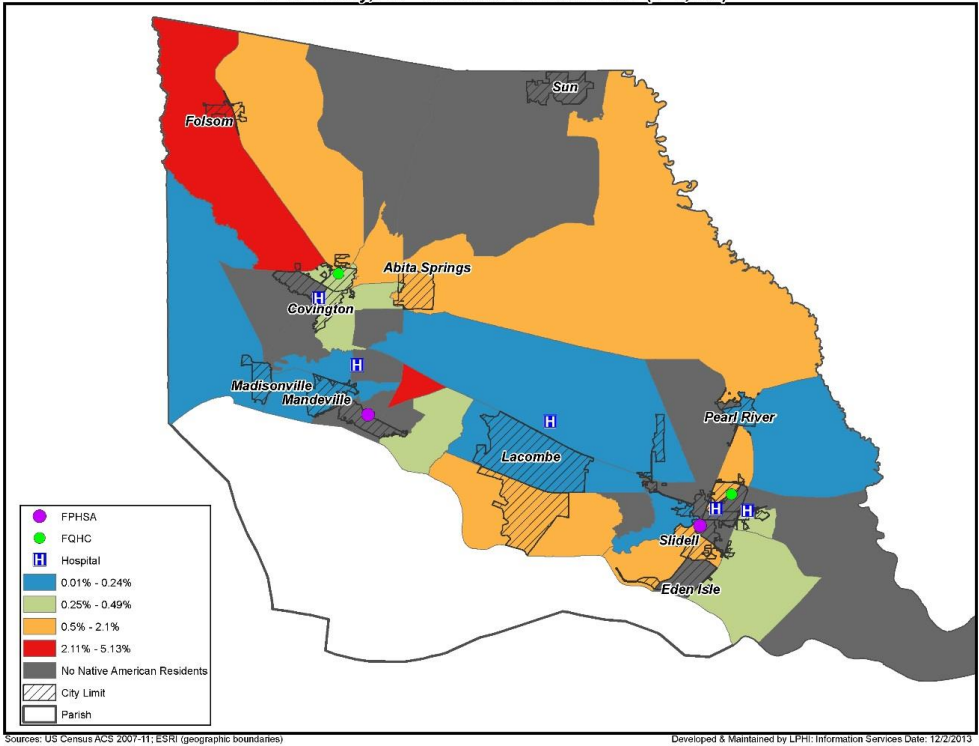 Sun
Folsom
Abita Springs
H
Covington
H
Madisonville
Mandeville
Pearl River
H
Lacombe
H
H
Slidell
Eden Isle
FPHSA
FQHC
H Hospital
0.01% - 0.24%
0.25% - 0.49%
0.5% - 2.1%
2.11% - 5.13%
No Native American Residents
City Limit
Parish
Sources: US Census ACS 2007-11; ESRI (geographic boundaries)
Developed & Maintained by LPHI: Information Services Date: 12/2/2013